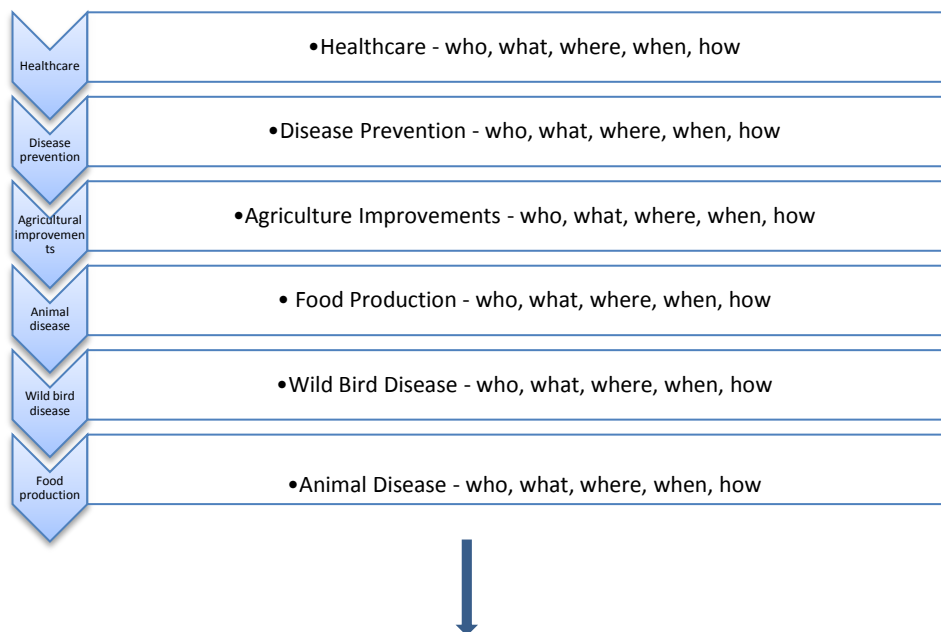 Healthcare
•Healthcare - who, what, where, when, how
Disease
prevention
•Disease Prevention - who, what, where, when, how
Agricultural
improvemen
ts
•Agriculture Improvements - who, what, where, when, how
Animal
disease
• Food Production - who, what, where, when, how
Wild bird
disease
•Wild Bird Disease - who, what, where, when, how
Food
production
•Animal Disease - who, what, where, when, how